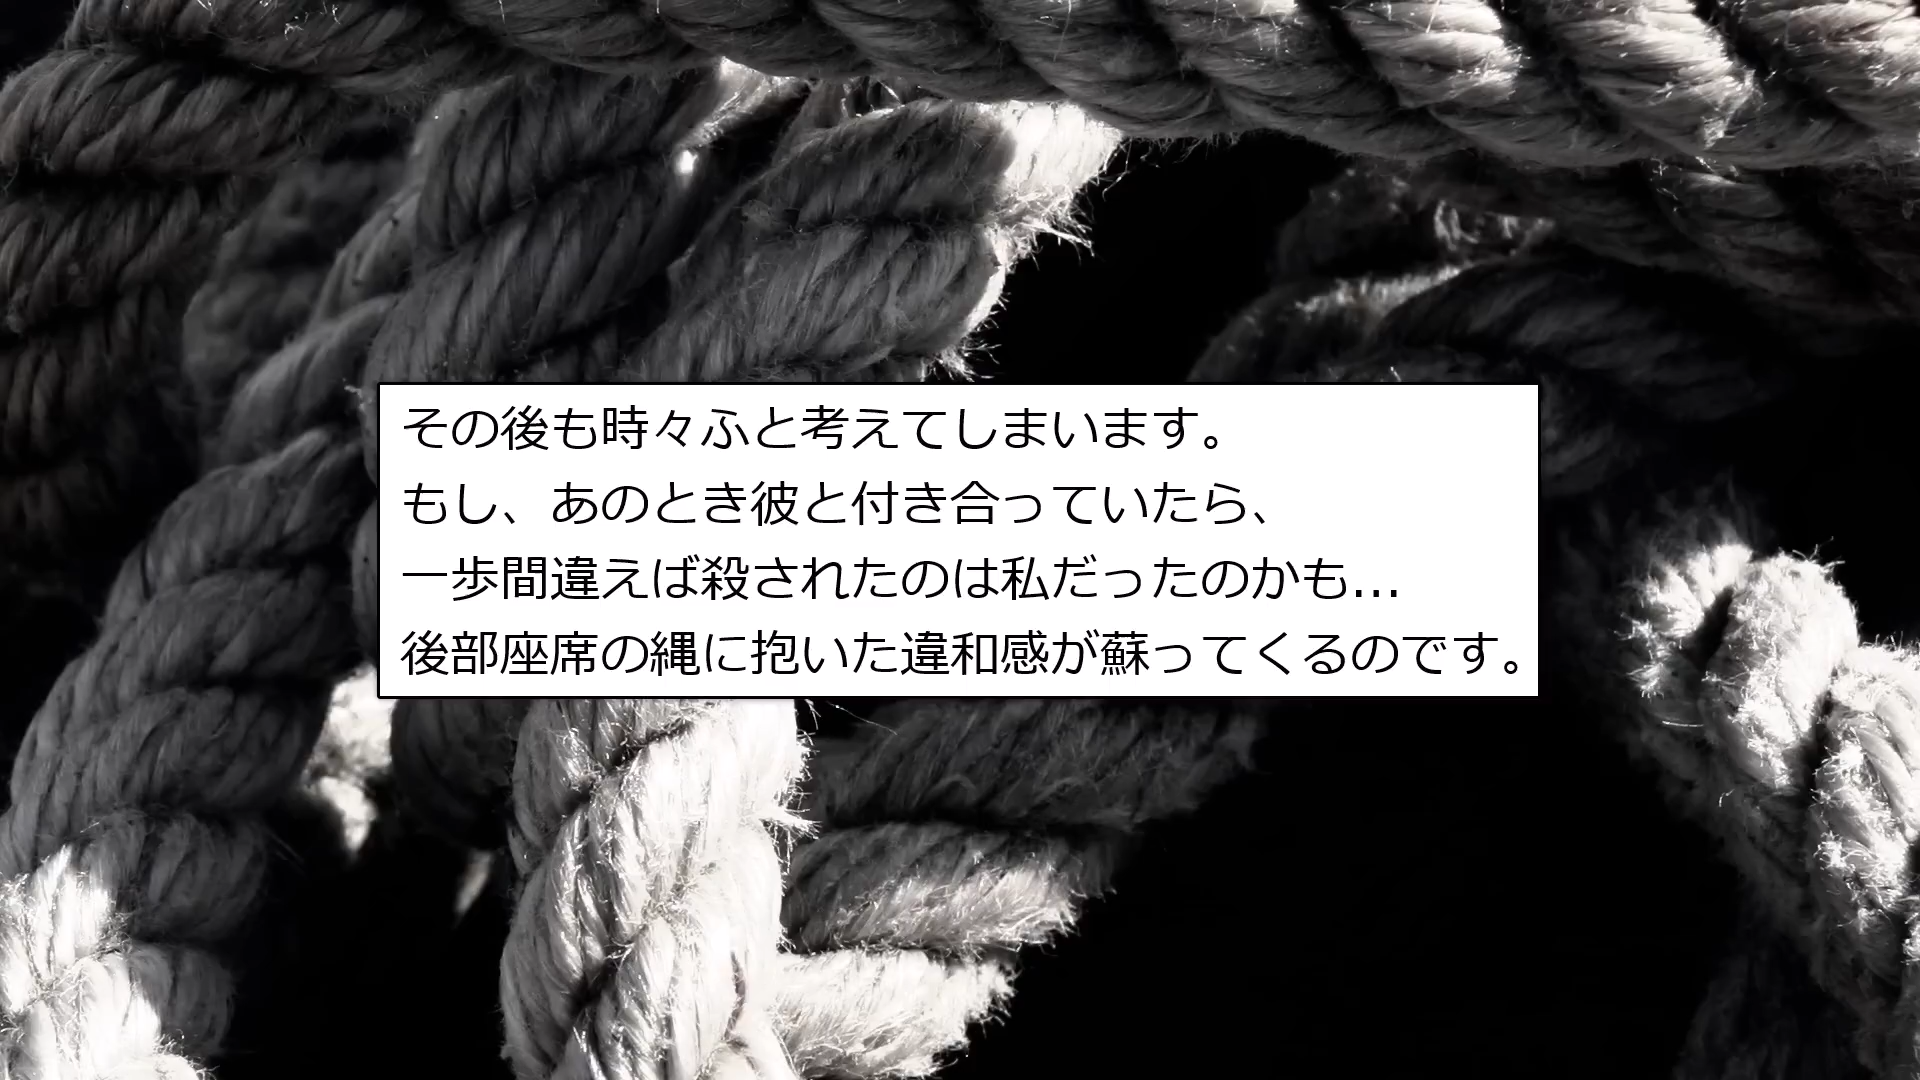 その後も時々ふと考えてしまいます。
もし、あのとき彼と付き合っていたら、
一歩間違えば殺されたのは私だったのかも…
後部座席の縄に抱いた違和感が蘇ってくるのです。